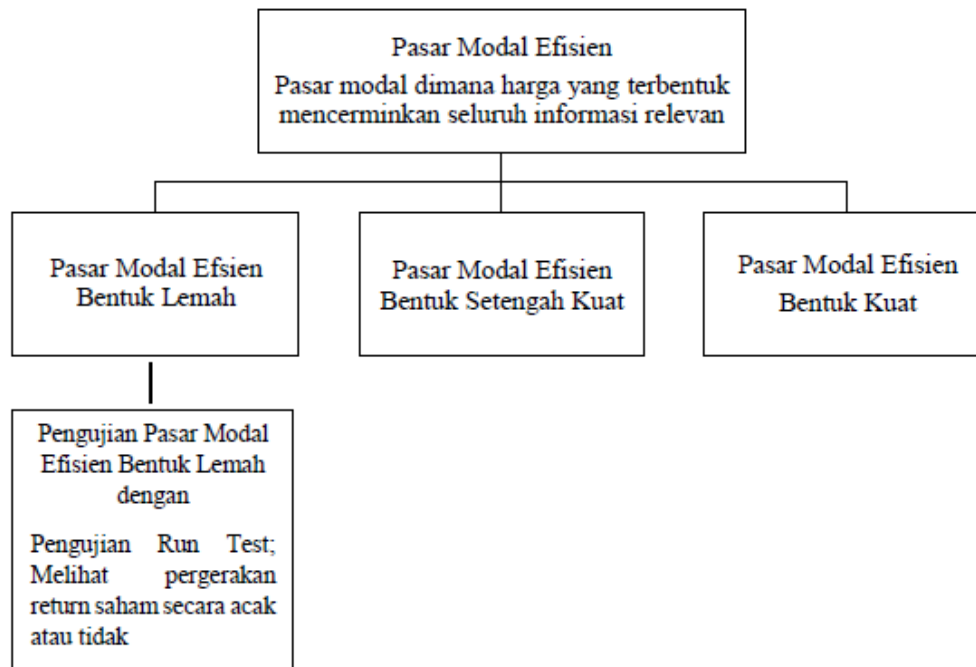 Pasar Modal Efisien
Pasar modal dimana harga yang terbentuk
mencerminkan seluruh informasi relevan
Pasar Modal Efsien
Bentuk Lemah
Pasar Modal Efisien
Bentuk Setengah Kuat
Pasar Modal Efisien
Bentuk Kuat
Pengujian Pasar Modal
Efisien Bentuk Lemah
dengan
Pengujian Run Test;
Melihat pergerakan
return saham secara acak
atau tidak